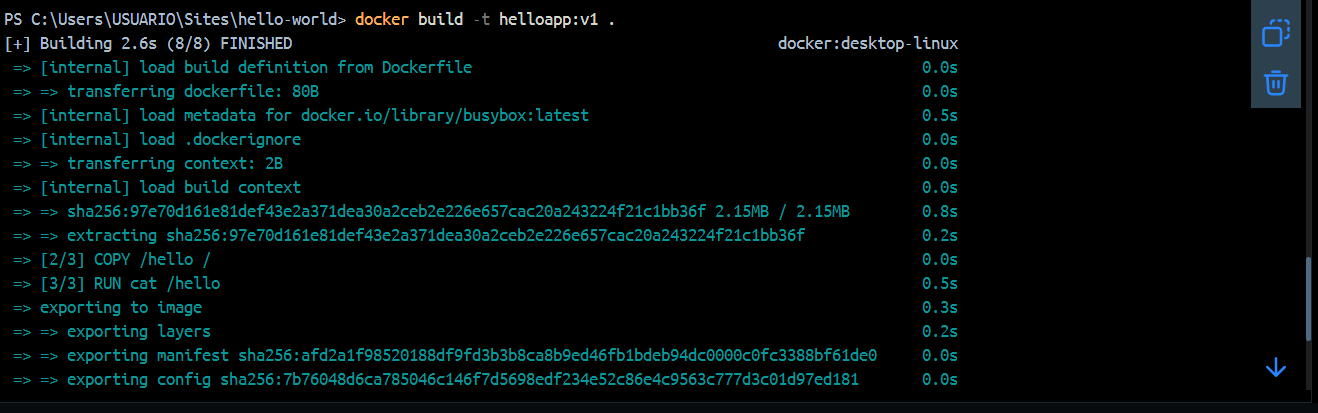 PS C:\Users\USUARIO\Sites\hello-world> docker build -t helloapp:v1 .
[+] Building 2.6s (8/8) FINISHED docker:desktop-linux
=> [internal] load build definition from Dockerfile 0.0s
=> => transferring dockerfile: 80B 0.0s
=> [internal] load metadata for docker.io/library/busybox:latest 0.5s
=> [internal] load .dockerignore 0.0s
=> => transferring context: 2B 0.0s
=> [internal] load build context 0.0s
=> => sha256:97e70d161e81def43e2a371dea30a2ceb2e226e657cac20a243224f21c1bb36f 2.15MB / 2.15MB 0.8s
=> => extracting sha256:97e70d161e81def43e2a371dea30a2ceb2e226e657cac20a243224f21c1bb36f 0.2s
=> [2/3] COPY /hello / 0.0s
=> [3/3] RUN cat /hello 0.5s
=> exporting to image 0.3s
=> => exporting layers 0.2s
=> => exporting manifest sha256:afd2a1f98520188df9fd3b3b8ca8b9ed46fb1bdeb94dc0000c0fc3388bf61de0 0.0s
=> => exporting config sha256:7b76048d6ca785046c146f7d5698edf234e52c86e4c9563c777d3c01d97ed181 0.0s